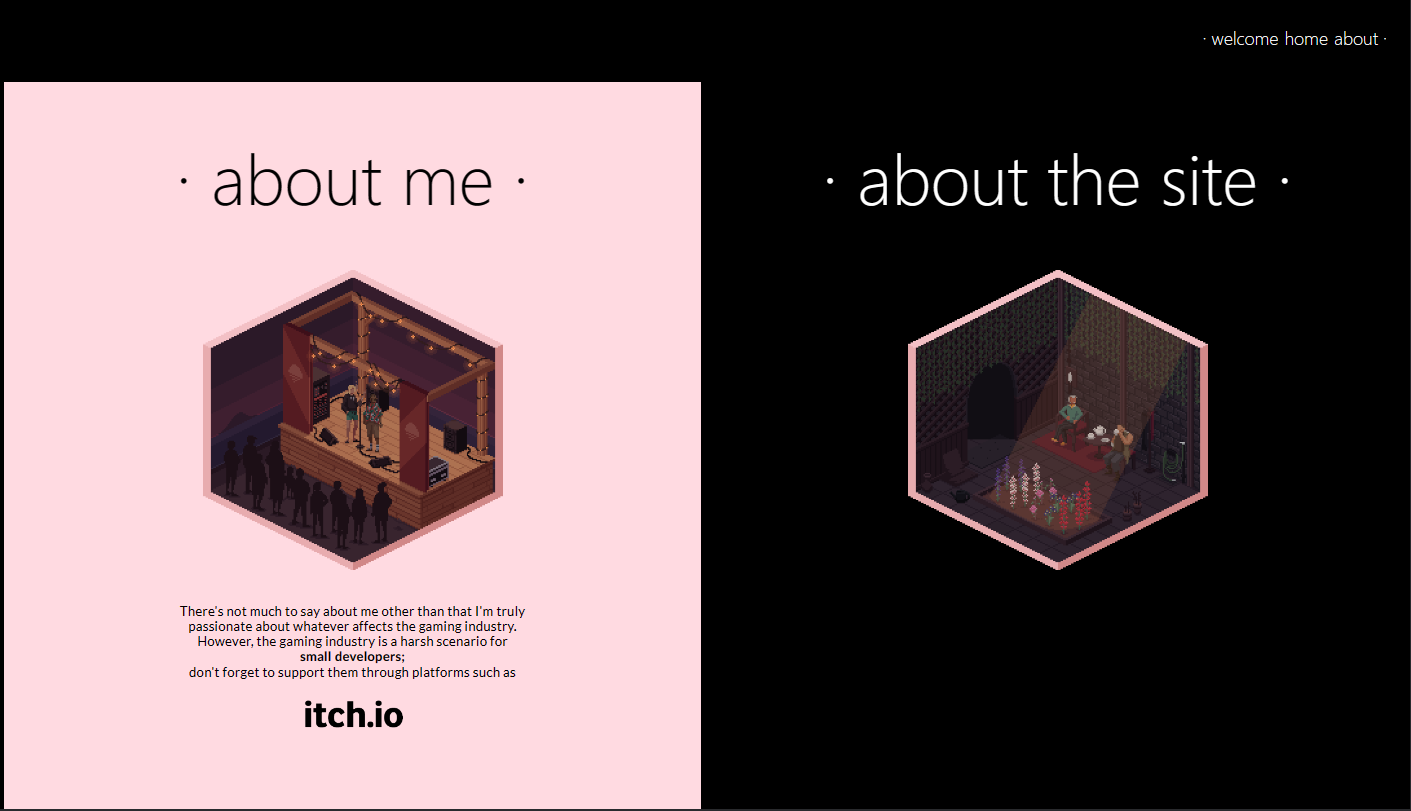 · welcome home about ·
· about me ·
There's not much to say about me other than that I'm truly
passionate about whatever affects the gaming industry.
However, the gaming industry is a harsh scenario for
small developers;
don't forget to support them through platforms such as
itch.io
· about the site ·